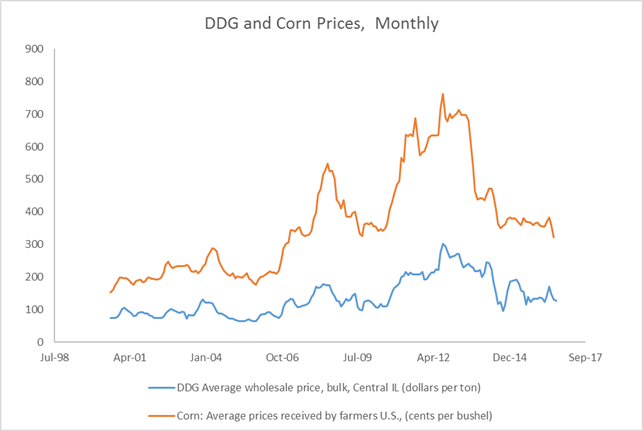 DDG and Corn Prices,  Monthly
900
800
700
600
500
400
300
200
100
0
Jul-98 Apr-01 Jan-04 Oct-06 Jul-09 Apr-12 Dec-14 Sep-17
DDG Average wholesale price, bulk, Central IL (dollars per ton)
Corn: Average prices received by farmers U.S., (cents per bushel)